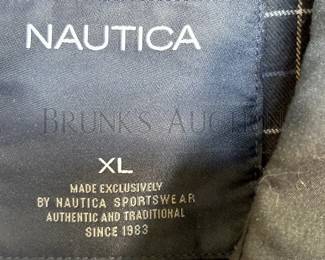 NAUTICA
BRUNK'S AUCTION
XL
MADE EXCLUSIVELY
BY NAUTICA SPORTSWEAR
AUTHENTIC AND TRADITIONAL
SINCE 1983